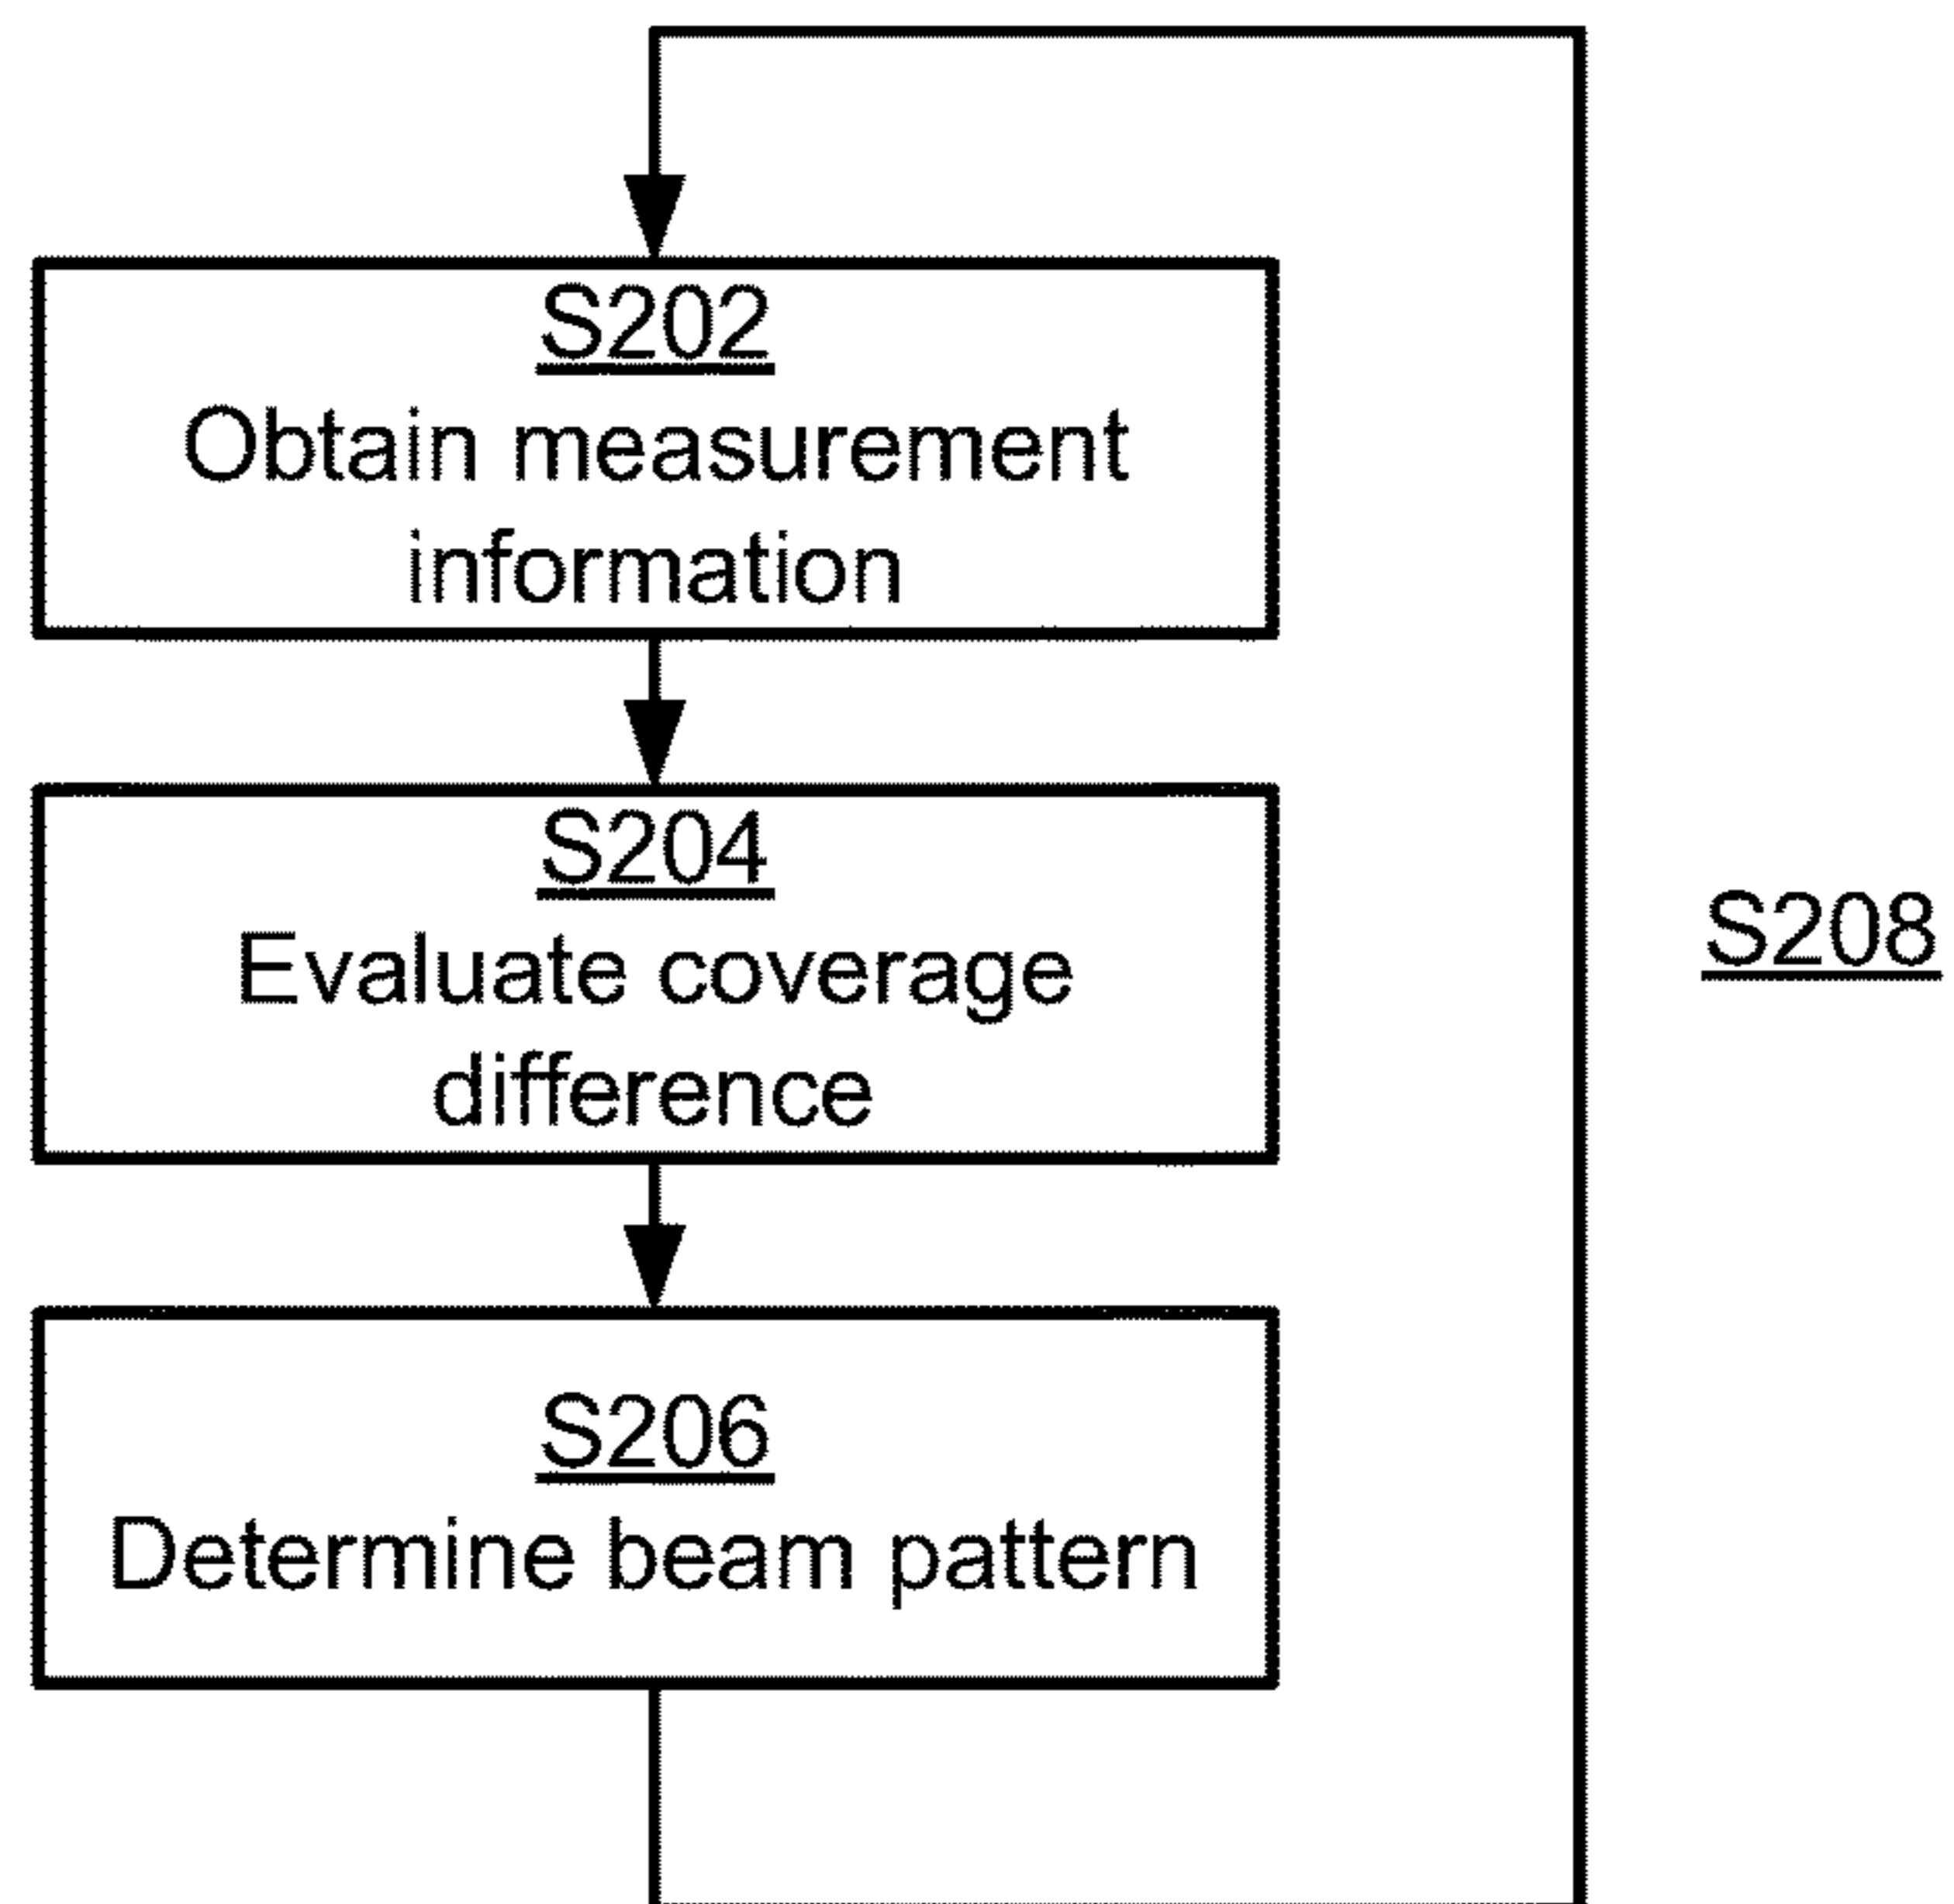 S202
Obtain measurement
information
S204
Evaluate coverage
difference
S208
S206
Determine beam pattern